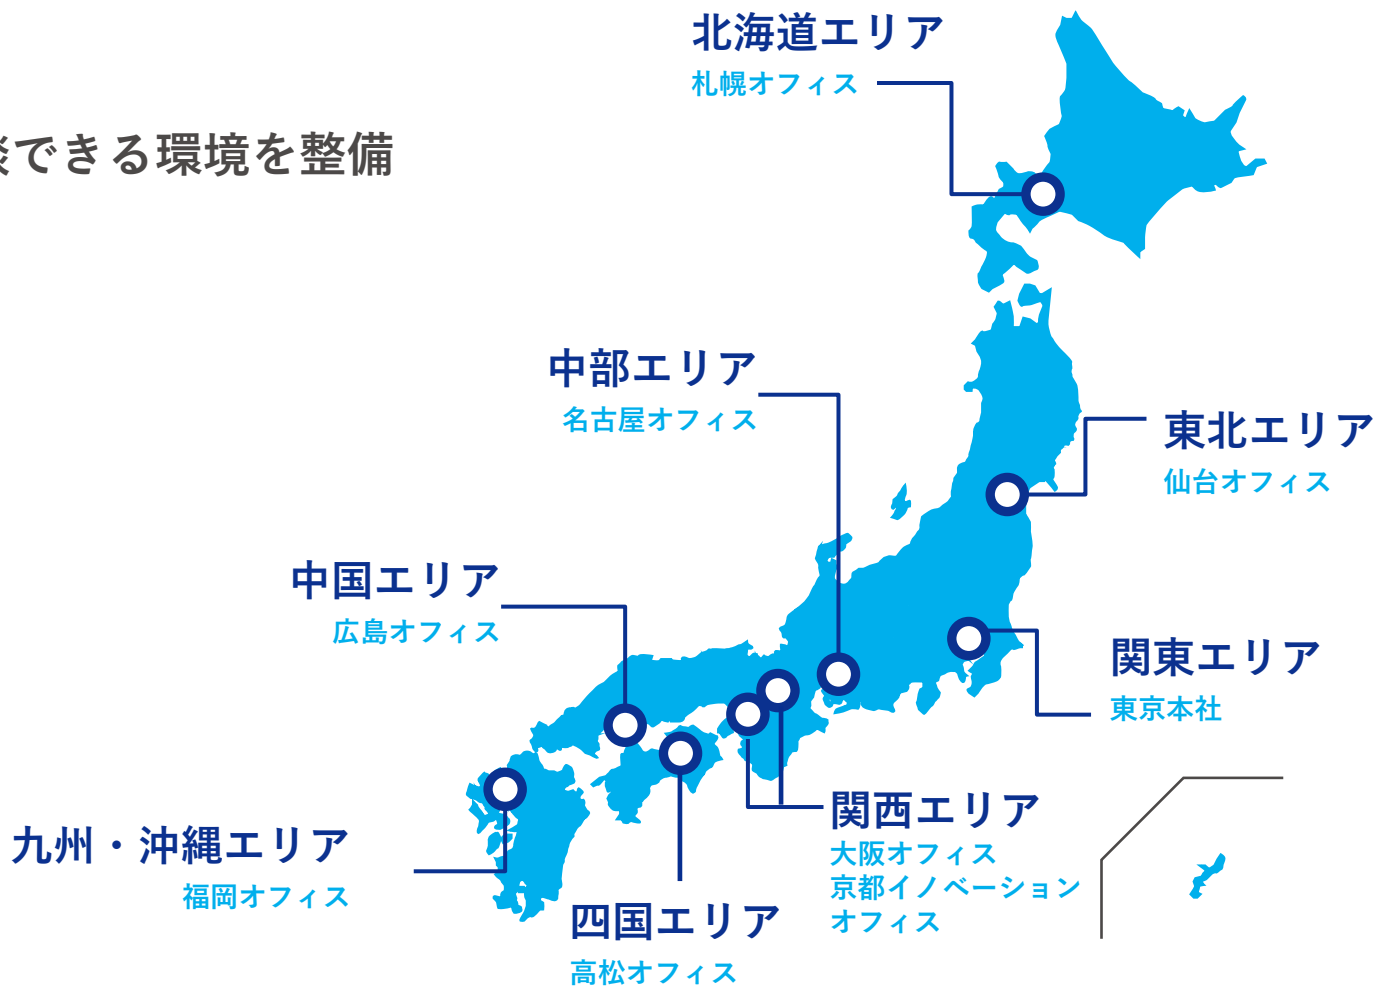 北海道エリア
札幌オフィス
談できる環境を整備
中部エリア
名古屋オフィス
東北エリア
仙台オフィス
中国エリア
広島オフィス
関東エリア
東京本社
関西エリア
大阪オフィス
京都イノベーション
オフィス
九州・沖縄エリア
福岡オフィス
四国エリア
高松オフィス